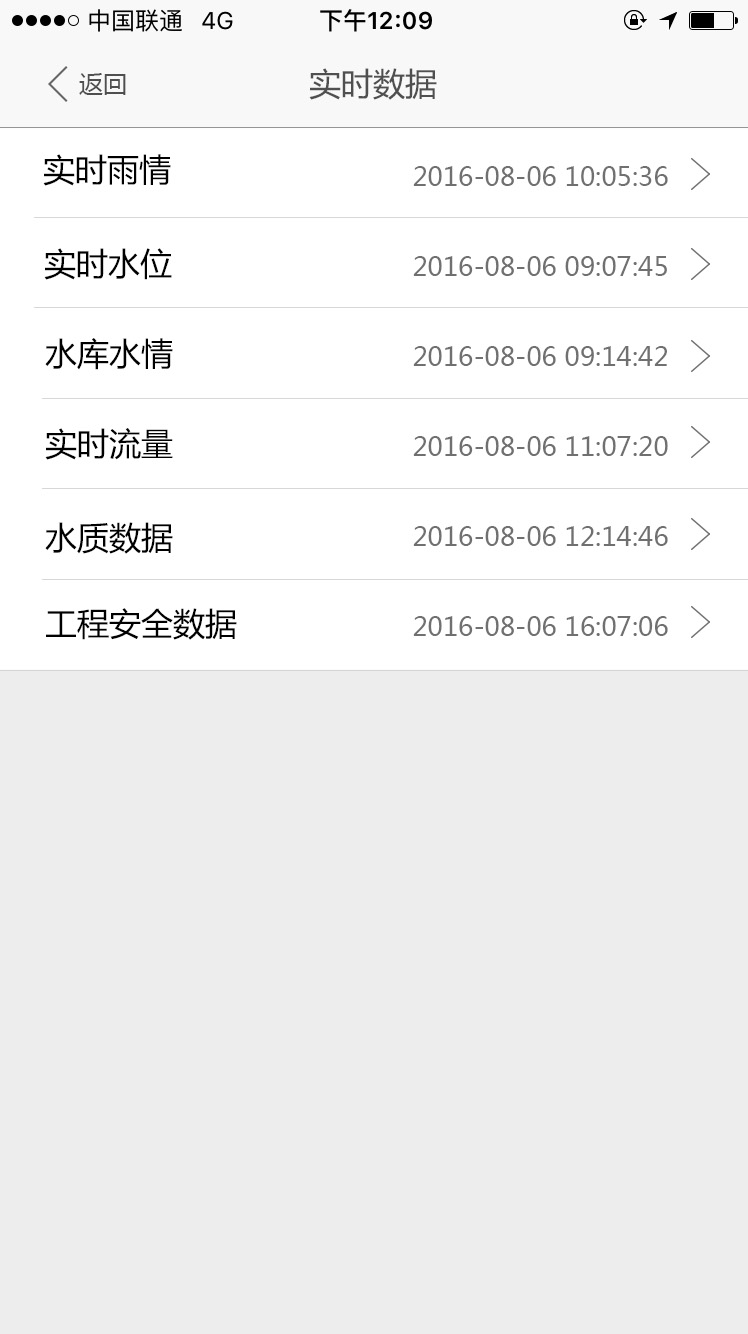 中国联通 4G 下午12:09
返回 实时数据
实时雨情 2016-08-06 10:05:36
实时水位 2016-08-06 09:07:45
水库水情 2016-08-06 09:14:42
实时流量 2016-08-06 11:07:20
水质数据 2016-08-06 12:14:46
工程安全数据 2016-08-06 16:07:06